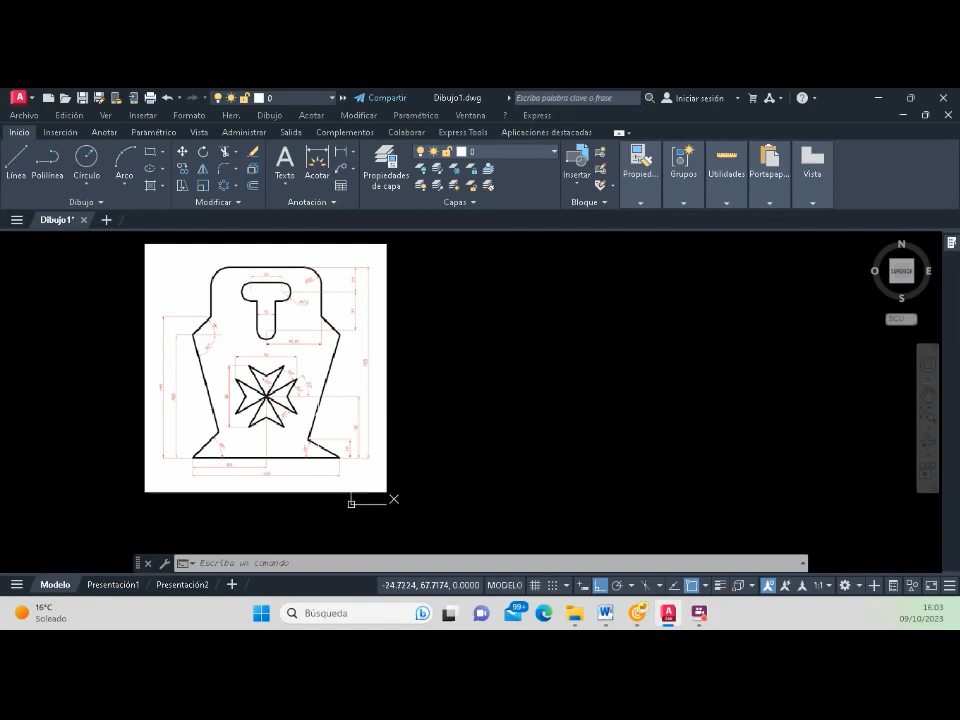 A 0 Compartir Dibujo1.dwg Escriba palabra clave o frase Iniciar sesión
Archivo Edición Ver Insertar Formato Herr. Dibujo Acotar Modificar Paramétrico Ventana ? Express
Inicio Inserción Anotar Paramétrico Vista Administrar Salida Complementos Colaborar Express Tools Aplicaciones destacadas
0
Línea Polilínea Círculo Arco Texto Acotar Propiedades de capa Insertar Propied... Grupos Utilidades Portapap... Vista
Dibujo Modificar Anotación Capas Bloque
Dibujo1* × +
N
O SUPERIOR E
S
SCU
Escriba un comando
Modelo Presentación1 Presentación2 + -24.7224, 67.7174, 0.0000 MODELO 1:1
16°C
Soleado
Búsqueda
99+
16:03
09/10/2023